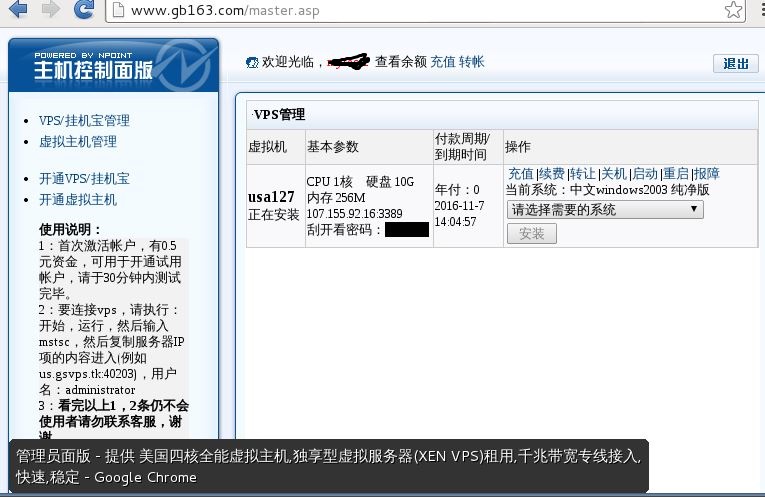 www.gb163.com/master.asp
POWERED BY NPOINT
主机控制面版
欢迎光临， 查看余额 充值 转帐
退出
VPS/挂机宝管理
虚拟主机管理
开通VPS/挂机宝
开通虚拟主机
使用说明：
1：首次激活帐户，有0.5
元资金，可用于开通试用
帐户，请于30分钟内测试
完毕。
2：要连接vps，请执行：
开始，运行，然后输入
mstsc，然后复制服务器IP
项的内容进入(例如
us.gsvps.tk:40203)，用户
名：administrator
3：看完以上1，2条仍不会
使用者请勿联系客服，谢
谢
VPS管理
虚拟机
基本参数
付款周期/
到期时间
操作
usa127
正在安装
CPU 1核 硬盘 10G
内存 256M
107.155.92.16:3389
刮开看密码：
年付：0
2016-11-7
14:04:57
充值|续费|转让|关机|启动|重启|报障
当前系统：中文windows2003 纯净版
请选择需要的系统
安装
管理员面版 - 提供 美国四核全能虚拟主机,独享型虚拟服务器(XEN VPS)租用,千兆带宽专线接入,
快速,稳定 - Google Chrome